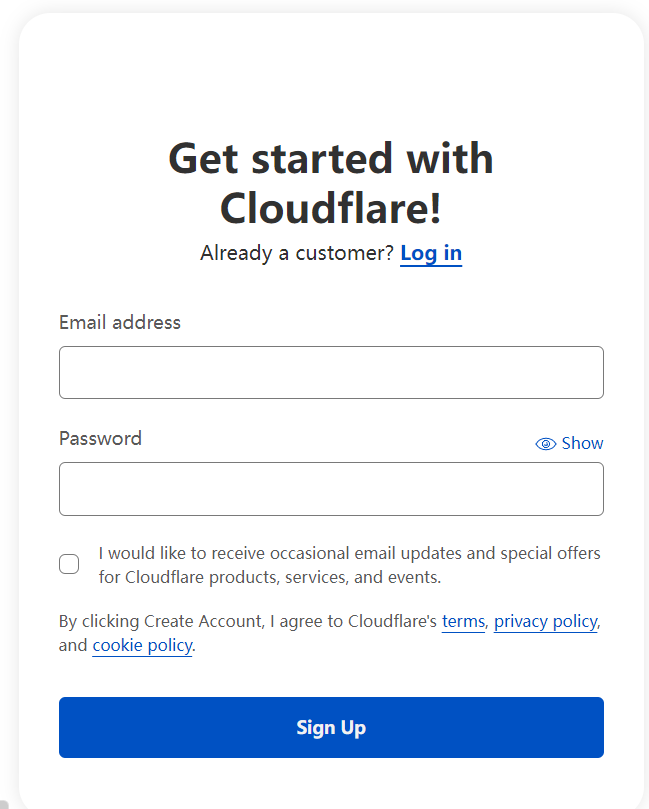 Get started with
Cloudflare!
Already a customer? Log in
Email address
Password
Show
I would like to receive occasional email updates and special offers
for Cloudflare products, services, and events.
By clicking Create Account, I agree to Cloudflare's terms, privacy policy,
and cookie policy.
Sign Up